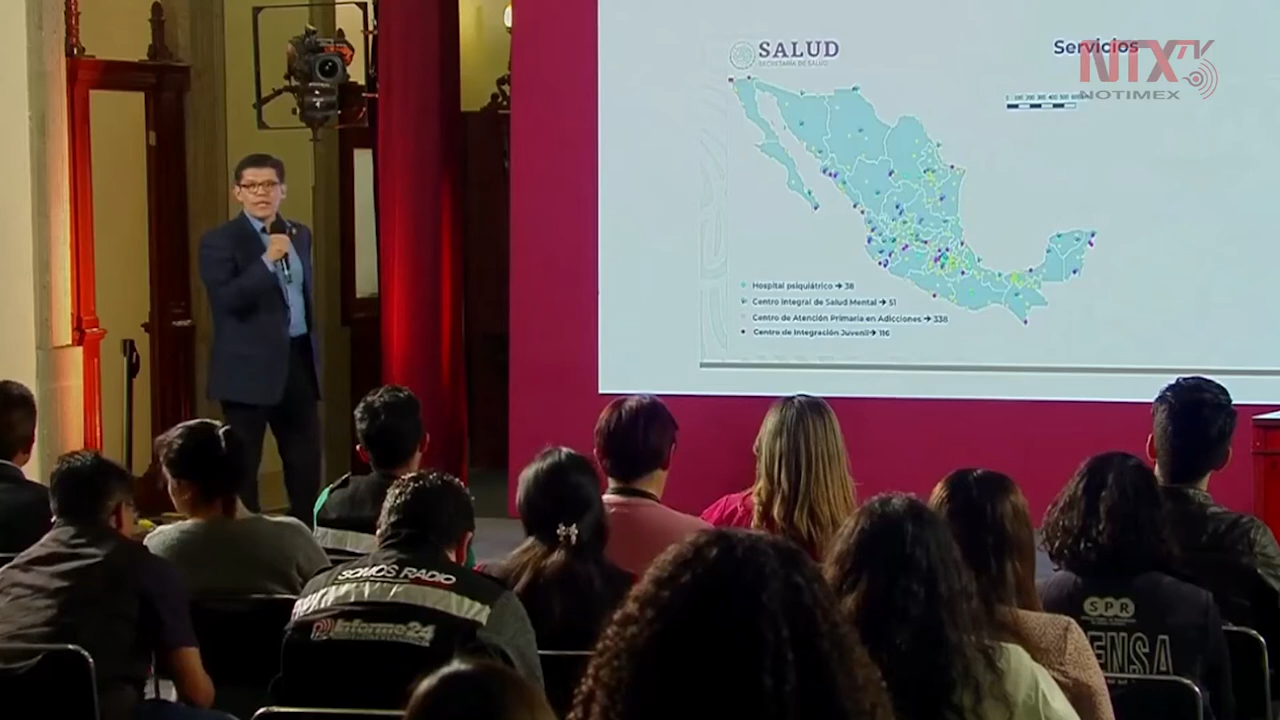 SALUD
SECRETARÍA DE SALUD
Servicios
NTX
NOTIMEX
Hospital psiquiátrico → 38
Centro Integral de Salud Mental → 51
Centro de Atención Primaria en Adicciones → 338
Centro de Integración Juvenil → 116
SOMOS RADIO
Informe24
SPR
ENSA